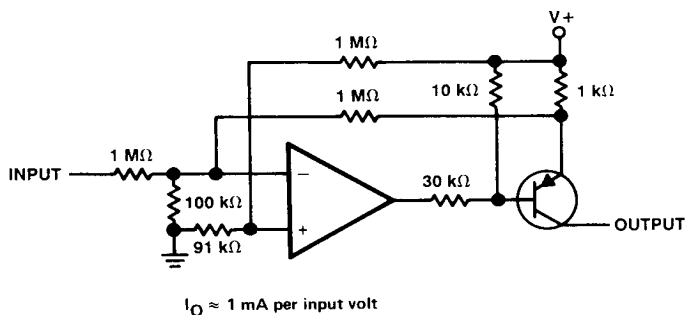 V+
1 MΩ
10 kΩ
1 kΩ
1 MΩ
1 MΩ
INPUT
100 kΩ
−
30 kΩ
+
91 kΩ
OUTPUT
IO ≈ 1 mA per input volt